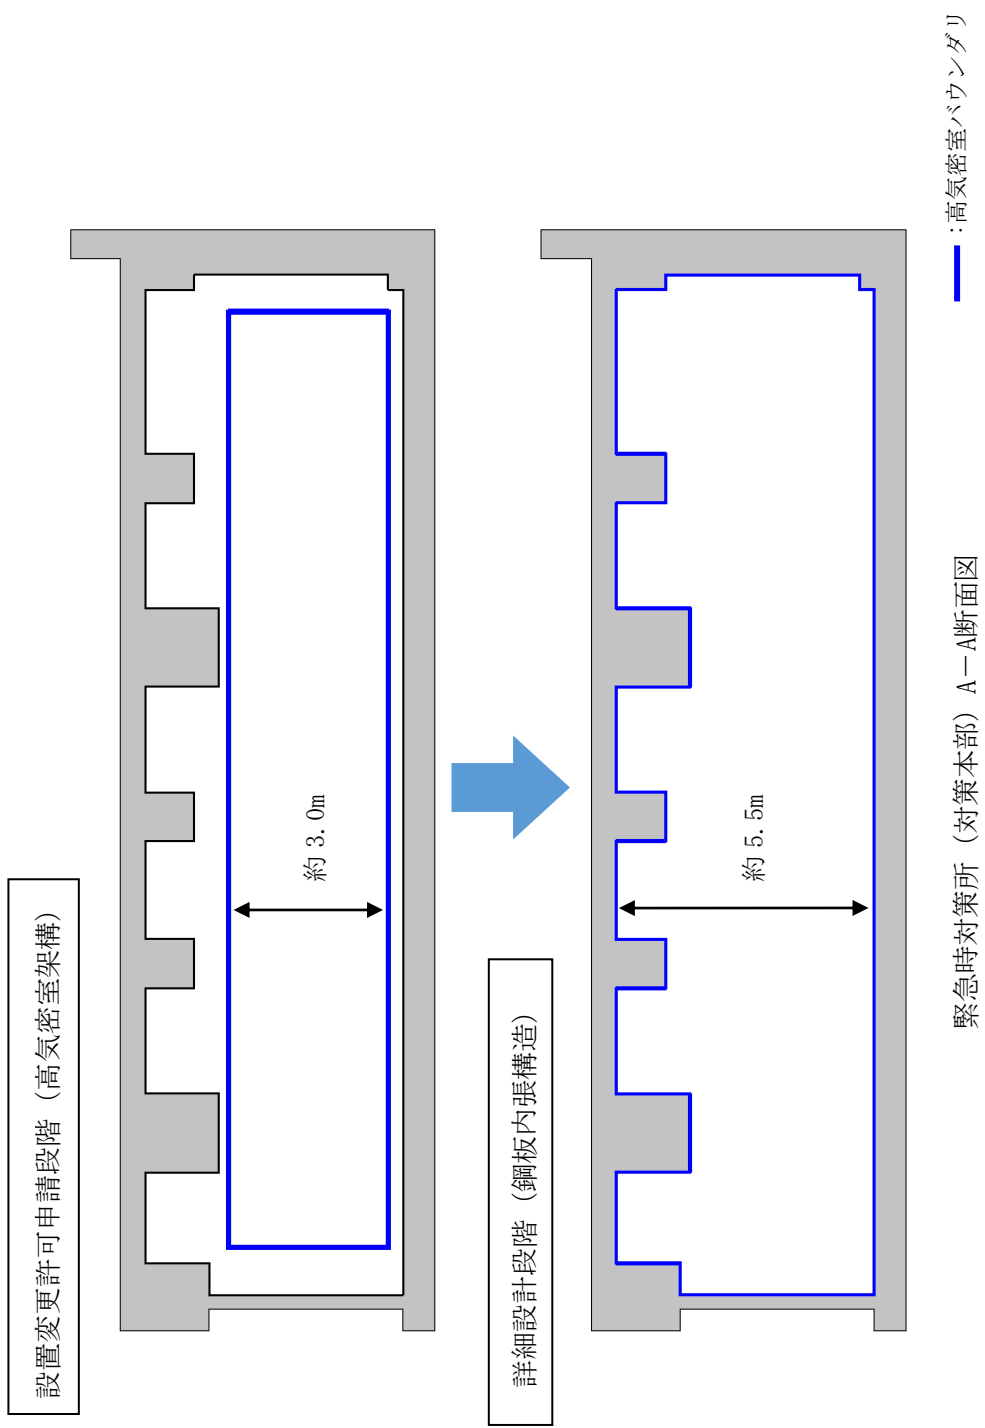 設置変更許可申請段階（高気密室架構）
約 3.0m
詳細設計段階（鋼板内張構造）
約 5.5m
緊急時対策所（対策本部）A－A断面図
：高気密室バウンダリ